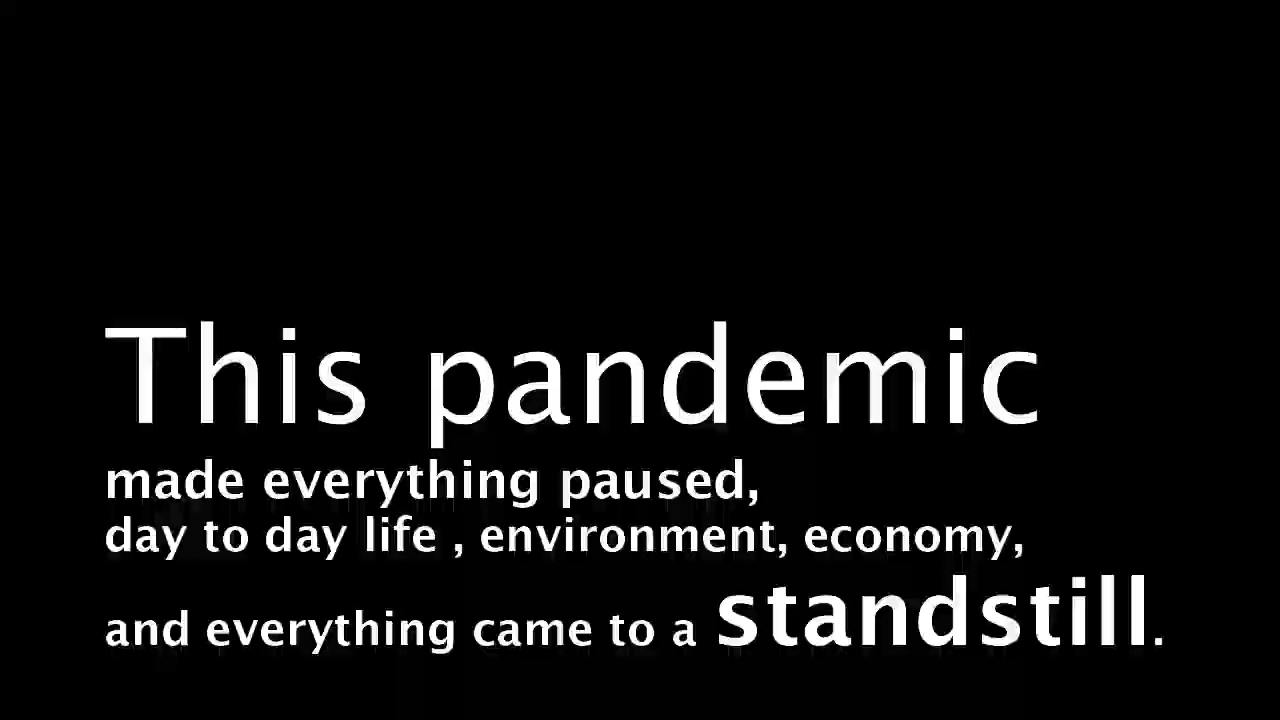 This pandemic
made everything paused,
day to day life , environment, economy,
and everything came to a standstill.